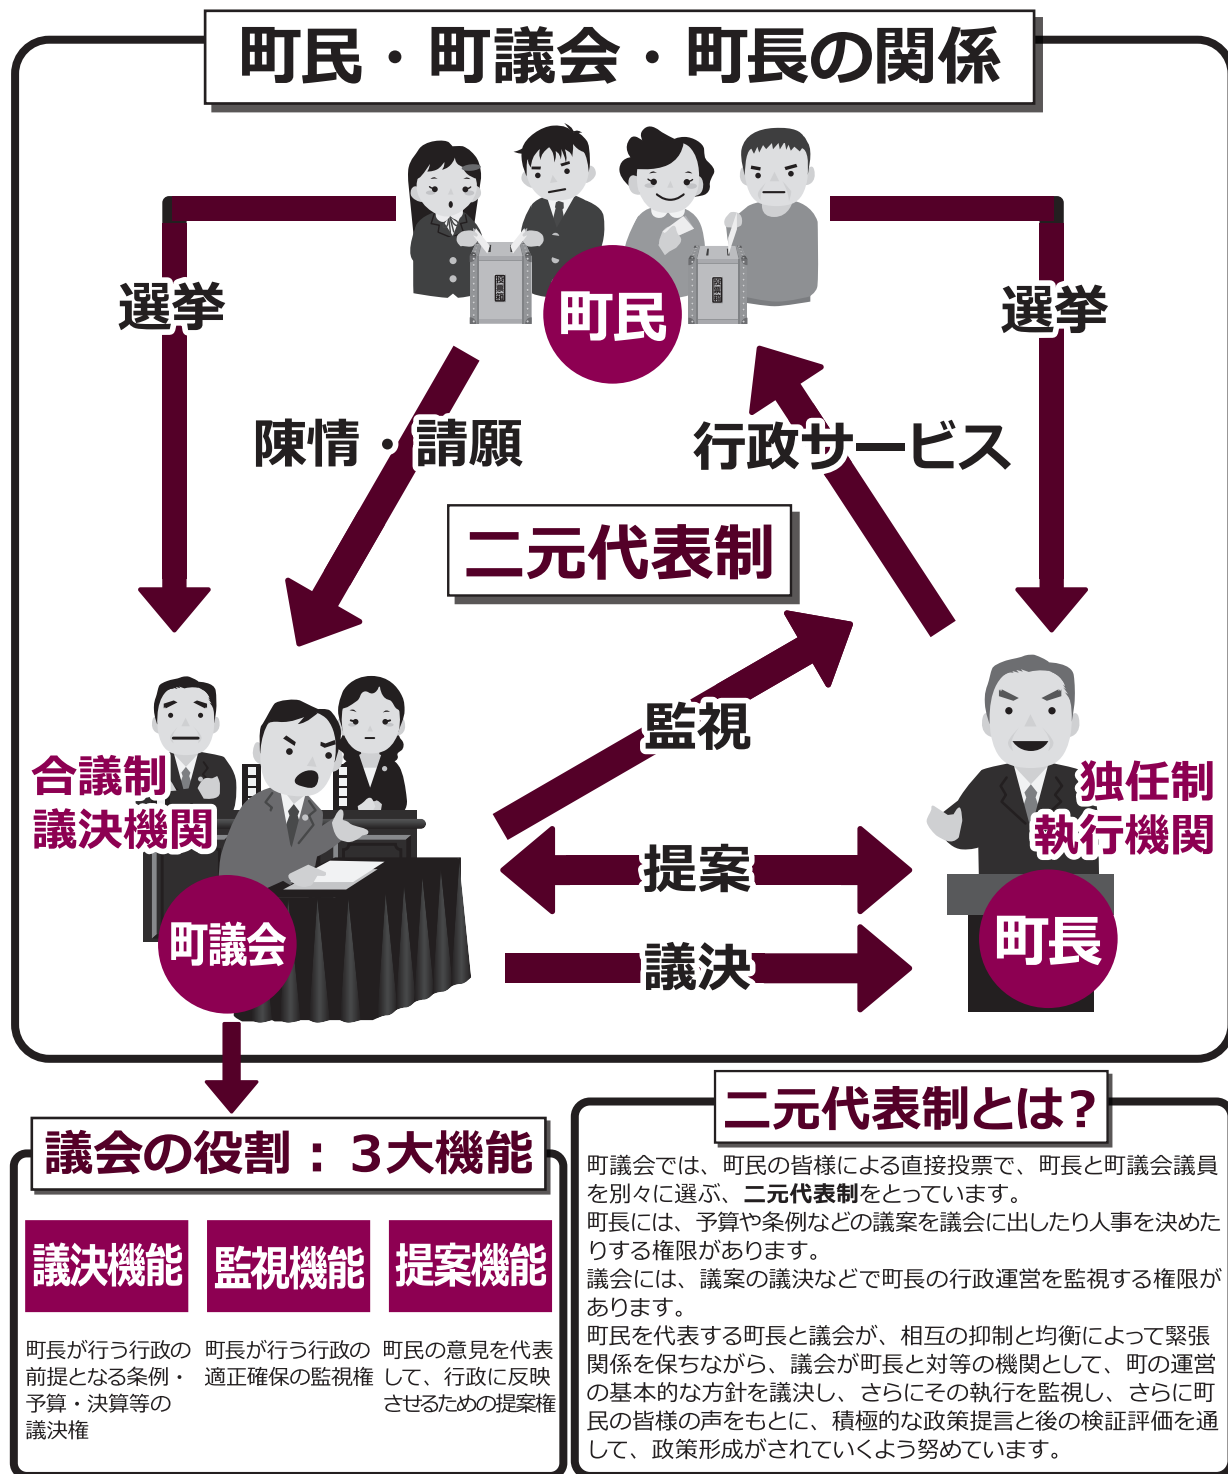 町民・町議会・町長の関係
投票箱
投票箱
町民
選挙
選挙
陳情・請願
行政サービス
二元代表制
監視
合議制
議決機関
独任制
執行機関
提案
町議会
町長
議決
議会の役割：３大機能
議決機能
町長が行う行政の
前提となる条例・
予算・決算等の
議決権
監視機能
町長が行う行政の
適正確保の監視権
提案機能
町民の意見を代表
して、行政に反映
させるための提案権
二元代表制とは？
町議会では、町民の皆様による直接投票で、町長と町議会議員
を別々に選ぶ、二元代表制をとっています。
町長には、予算や条例などの議案を議会に出したり人事を決めた
りする権限があります。
議会には、議案の議決などで町長の行政運営を監視する権限が
あります。
町民を代表する町長と議会が、相互の抑制と均衡によって緊張
関係を保ちながら、議会が町長と対等の機関として、町の運営
の基本的な方針を議決し、さらにその執行を監視し、さらに町
民の皆様の声をもとに、積極的な政策提言と後の検証評価を通
して、政策形成がされていくよう努めています。